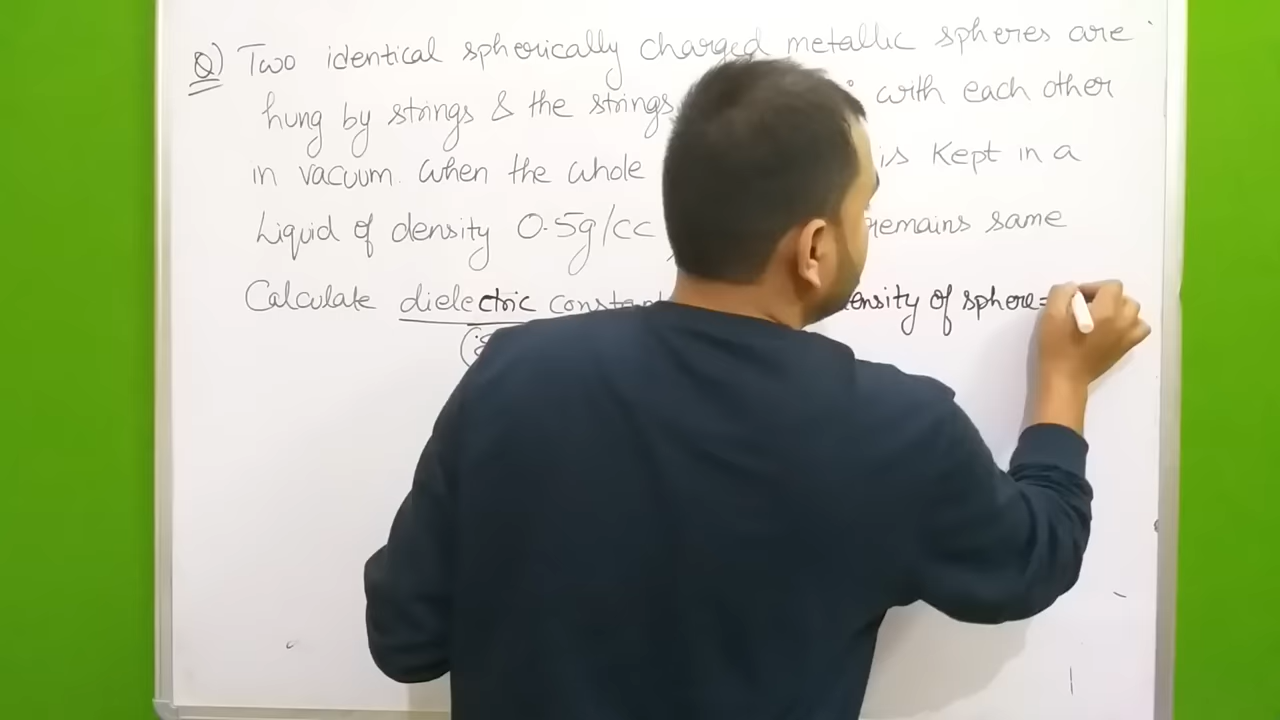 Q) Two identical spherically charged metallic spheres are
hung by strings & the strings with each other
in vacuum. when the whole is kept in a
Liquid of density 0.5g/cc remains same
Calculate dielectric constant density of sphere=